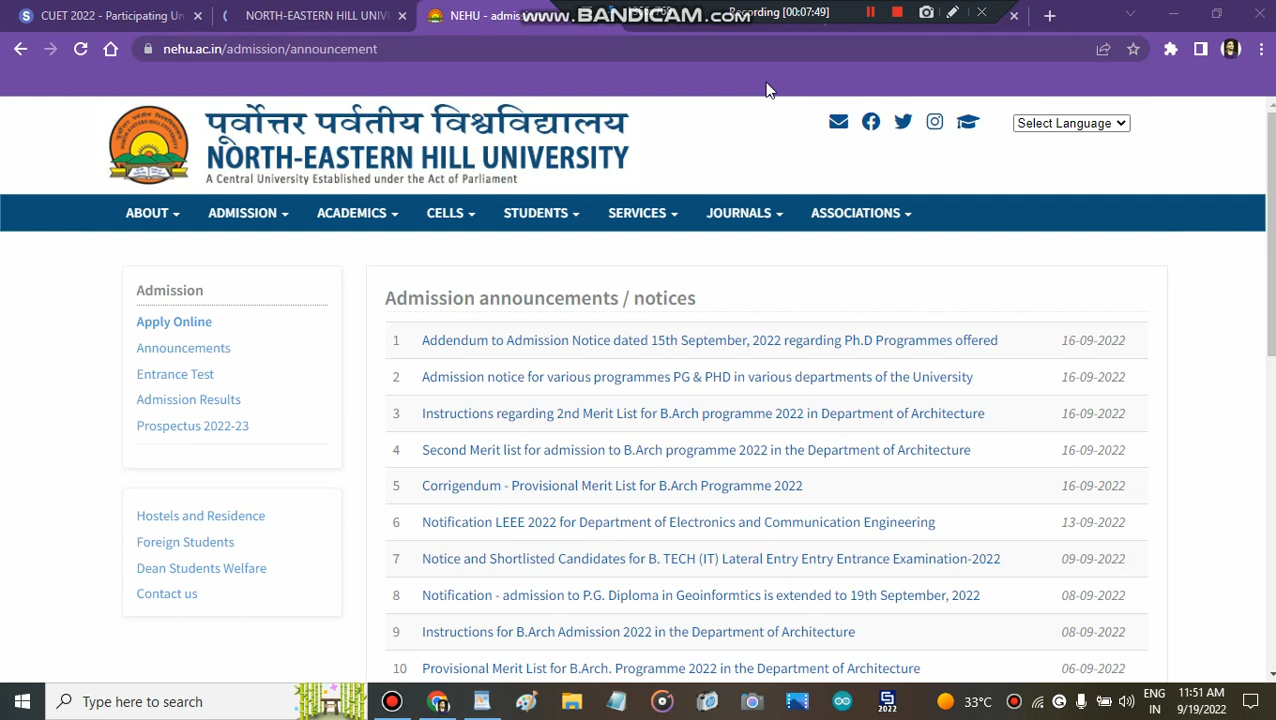 CUET 2022 - Participating Un
NORTH-EASTERN HILL UNIV
NEHU - admis
www.BANDICAM.com
Recording [00:07:49]
nehu.ac.in/admission/announcement
पूर्वोत्तर पर्वतीय विश्वविद्यालय
NORTH-EASTERN HILL UNIVERSITY
A Central University Established under the Act of Parliament
Select Language
ABOUT ADMISSION ACADEMICS CELLS STUDENTS SERVICES JOURNALS ASSOCIATIONS
Admission
Apply Online
Announcements
Entrance Test
Admission Results
Prospectus 2022-23
Hostels and Residence
Foreign Students
Dean Students Welfare
Contact us
Admission announcements / notices
1 Addendum to Admission Notice dated 15th September, 2022 regarding Ph.D Programmes offered 16-09-2022
2 Admission notice for various programmes PG & PHD in various departments of the University 16-09-2022
3 Instructions regarding 2nd Merit List for B.Arch programme 2022 in Department of Architecture 16-09-2022
4 Second Merit list for admission to B.Arch programme 2022 in the Department of Architecture 16-09-2022
5 Corrigendum - Provisional Merit List for B.Arch Programme 2022 16-09-2022
6 Notification LEEE 2022 for Department of Electronics and Communication Engineering 13-09-2022
7 Notice and Shortlisted Candidates for B. TECH (IT) Lateral Entry Entry Entrance Examination-2022 09-09-2022
8 Notification - admission to P.G. Diploma in Geoinformtics is extended to 19th September, 2022 08-09-2022
9 Instructions for B.Arch Admission 2022 in the Department of Architecture 08-09-2022
10 Provisional Merit List for B.Arch. Programme 2022 in the Department of Architecture 06-09-2022
Type here to search
2022
33°C
ENG
IN
11:51 AM
9/19/2022